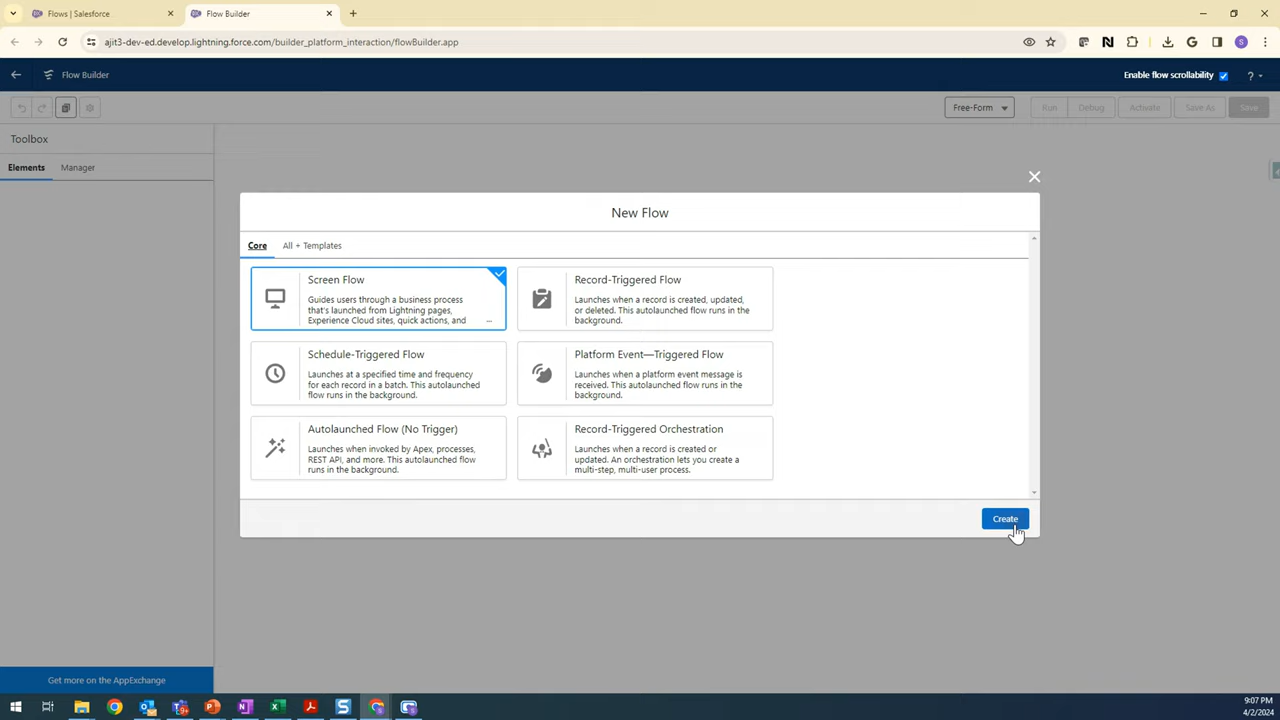 Flows | Salesforce
Flow Builder
ajit3-dev-ed.develop.lightning.force.com/builder_platform_interaction/flowBuilder.app
S
Flow Builder
Enable flow scrollability
?
Free-Form
Run
Debug
Activate
Save As
Save
Toolbox
Elements
Manager
New Flow
Core
All + Templates
Screen Flow
Guides users through a business process
that's launched from Lightning pages,
Experience Cloud sites, quick actions, and
...
Record-Triggered Flow
Launches when a record is created, updated,
or deleted. This autolaunched flow runs in the
background.
Schedule-Triggered Flow
Launches at a specified time and frequency
for each record in a batch. This autolaunched
flow runs in the background.
Platform Event—Triggered Flow
Launches when a platform event message is
received. This autolaunched flow runs in the
background.
Autolaunched Flow (No Trigger)
Launches when invoked by Apex, processes,
REST API, and more. This autolaunched flow
runs in the background.
Record-Triggered Orchestration
Launches when a record is created or
updated. An orchestration lets you create a
multi-step, multi-user process.
Create
Get more on the AppExchange
9:07 PM
4/2/2024